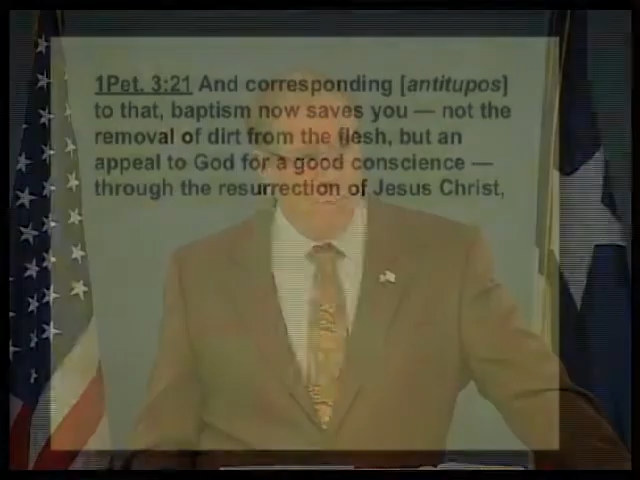 1Pet. 3:21 And corresponding [antitupos]
to that, baptism now saves you — not the
removal of dirt from the flesh, but an
appeal to God for a good conscience —
through the resurrection of Jesus Christ,